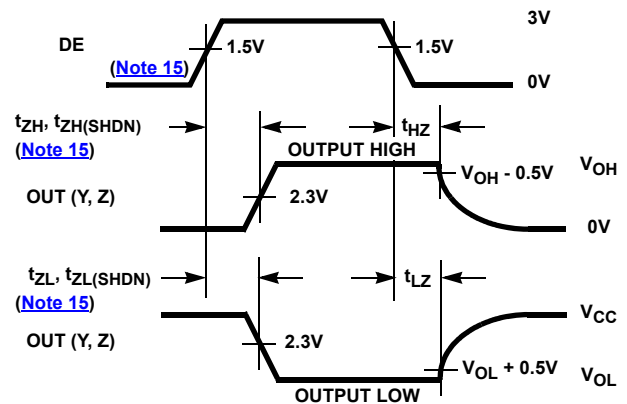 3V
DE
1.5V
1.5V
(Note 15)
0V
tZH, tZH(SHDN)
tHZ
(Note 15)
OUTPUT HIGH
VOH - 0.5V
VOH
OUT (Y, Z)
2.3V
0V
tZL, tZL(SHDN)
tLZ
(Note 15)
VCC
OUT (Y, Z)
2.3V
VOL + 0.5V
VOL
OUTPUT LOW